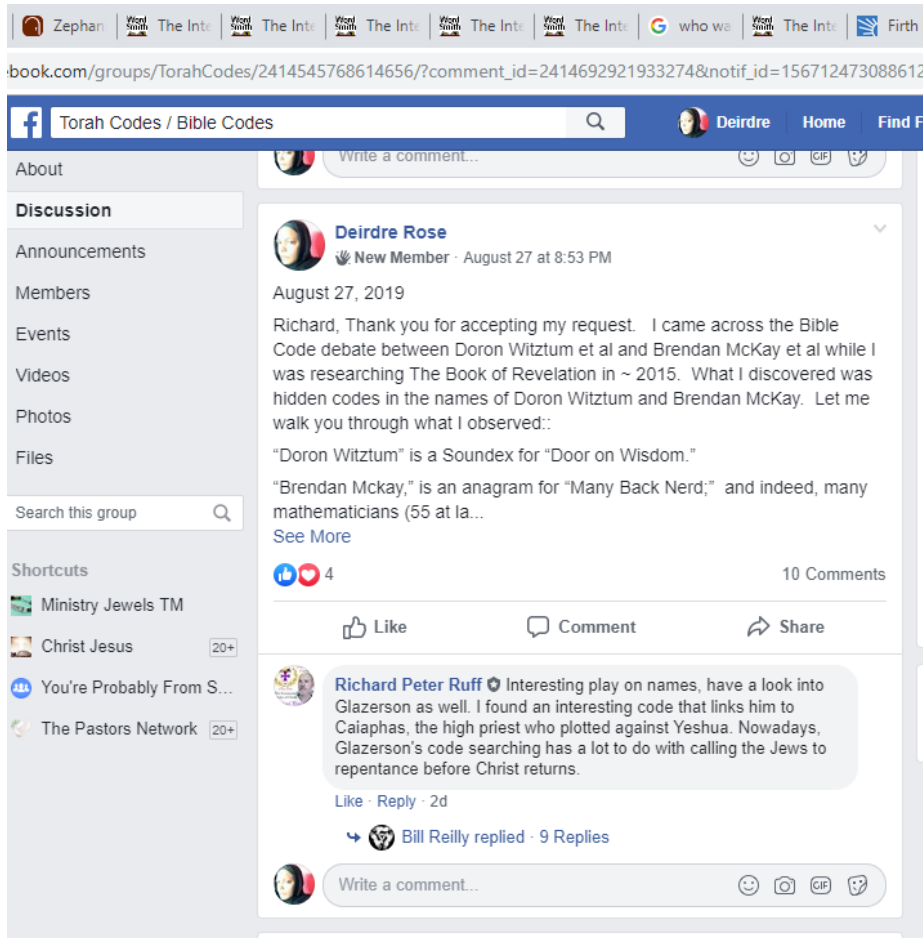 Zephan
The Inte
The Inte
The Inte
The Inte
The Inte
who wa
The Inte
Firth
book.com/groups/TorahCodes/2414545768614656/?comment_id=2414692921933274&notif_id=1567124730886 12
Torah Codes / Bible Codes
Deirdre
Home
Find F
About
Discussion
Announcements
Members
Events
Videos
Photos
Files
Search this group
Shortcuts
Ministry Jewels TM
Christ Jesus 20+
You're Probably From S...
The Pastors Network 20+
Write a comment...
GIF
Deirdre Rose
New Member · August 27 at 8:53 PM
August 27, 2019
Richard, Thank you for accepting my request. I came across the Bible
Code debate between Doron Witztum et al and Brendan McKay et al while I
was researching The Book of Revelation in ~ 2015. What I discovered was
hidden codes in the names of Doron Witztum and Brendan McKay. Let me
walk you through what I observed::
“Doron Witztum” is a Soundex for “Door on Wisdom.”
“Brendan Mckay,” is an anagram for “Many Back Nerd;” and indeed, many
mathematicians (55 at la...
See More
4
10 Comments
Like
Comment
Share
Richard Peter Ruff Interesting play on names, have a look into
Glazerson as well. I found an interesting code that links him to
Caiaphas, the high priest who plotted against Yeshua. Nowadays,
Glazerson's code searching has a lot to do with calling the Jews to
repentance before Christ returns.
Like · Reply · 2d
Bill Reilly replied · 9 Replies
Write a comment...
GIF